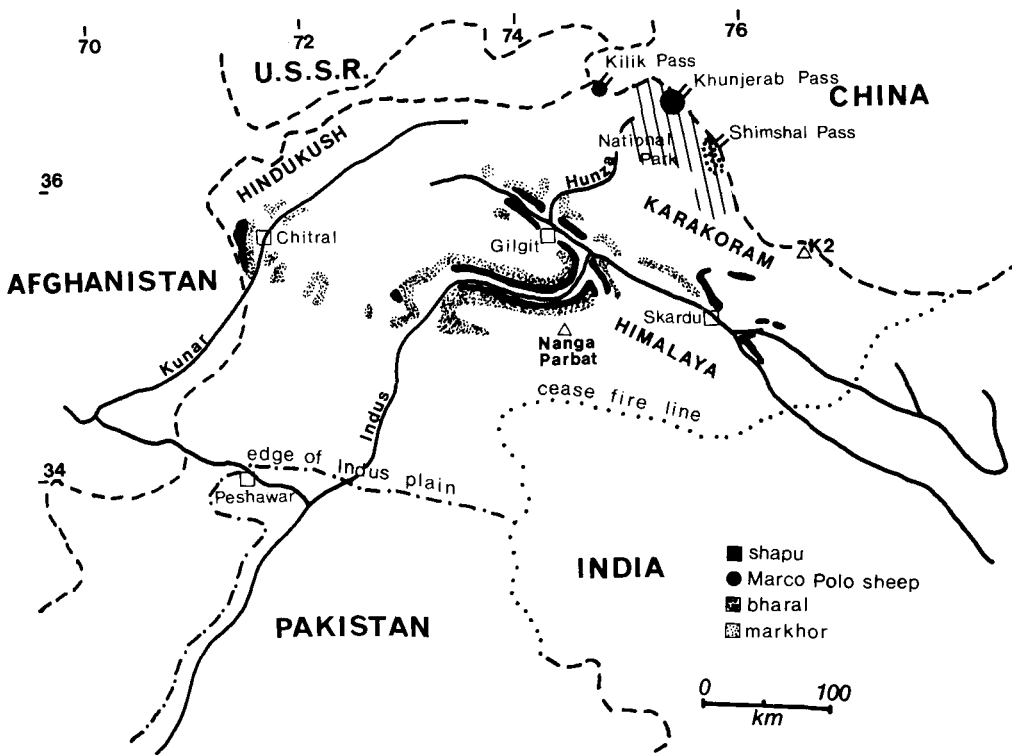 70
72
74
76
U.S.S.R.
Kilik Pass
Khunjerab Pass
CHINA
HINDUKUSH
National
Park
Shimshal Pass
36
Hunza
KARAKORAM
Chitral
Gilgit
K2
AFGHANISTAN
Skardu
Nanga
Parbat
HIMALAYA
Kunar
Indus
cease fire line
34
edge of Indus plain
Peshawar
INDIA
shapu
Marco Polo sheep
bharal
markhor
PAKISTAN
0 100
km